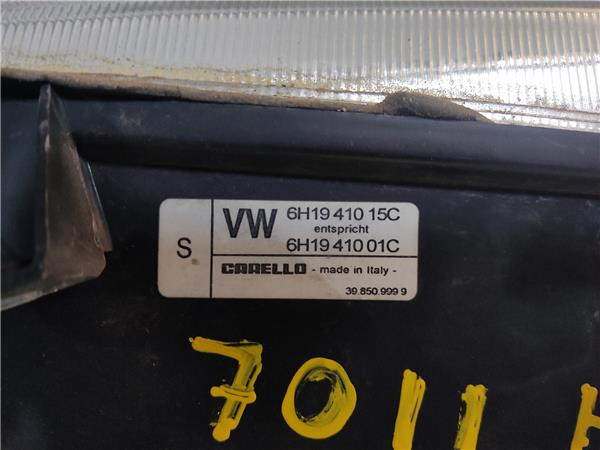 S
VW 6H19 410 15C
entspricht
6H19 410 01C
CARELLO - made in Italy -
39.850.999 9
7011